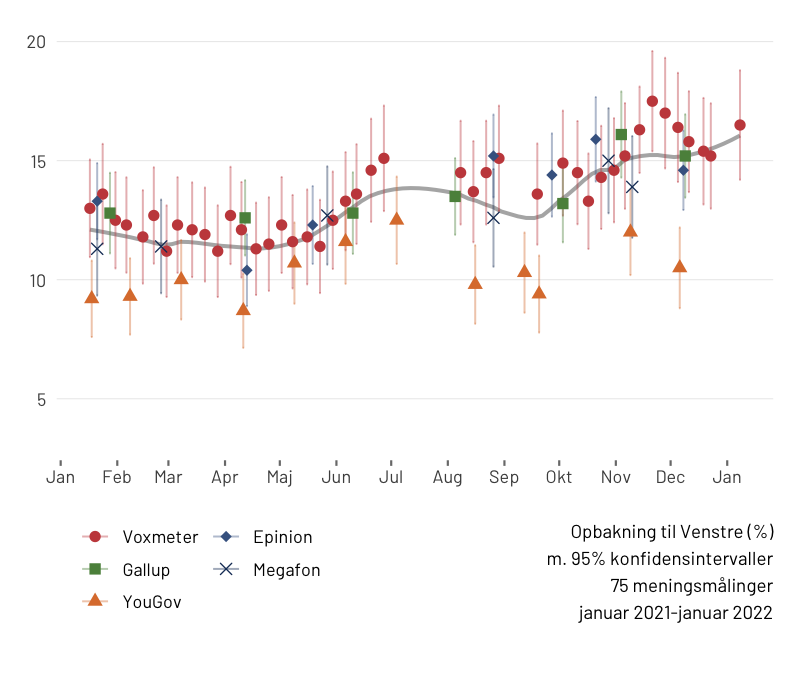 20
15
10
5
Jan Feb Mar Apr Maj Jun Jul Aug Sep Okt Nov Dec Jan
Voxmeter Epinion
Gallup Megafon
YouGov
Opbakning til Venstre (%)
m. 95% konfidensintervaller
75 meningsmålinger
januar 2021-januar 2022